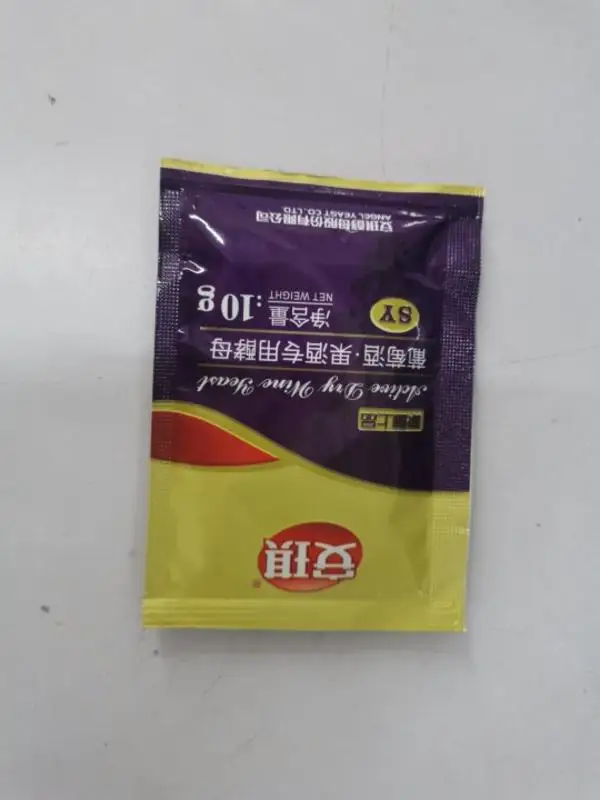 安琪®
Active Dry Wine Yeast
葡萄酒·果酒专用酵母
SY
净含量:10g
NET WEIGHT
安琪酵母股份有限公司
ANGEL YEAST CO.,LTD.